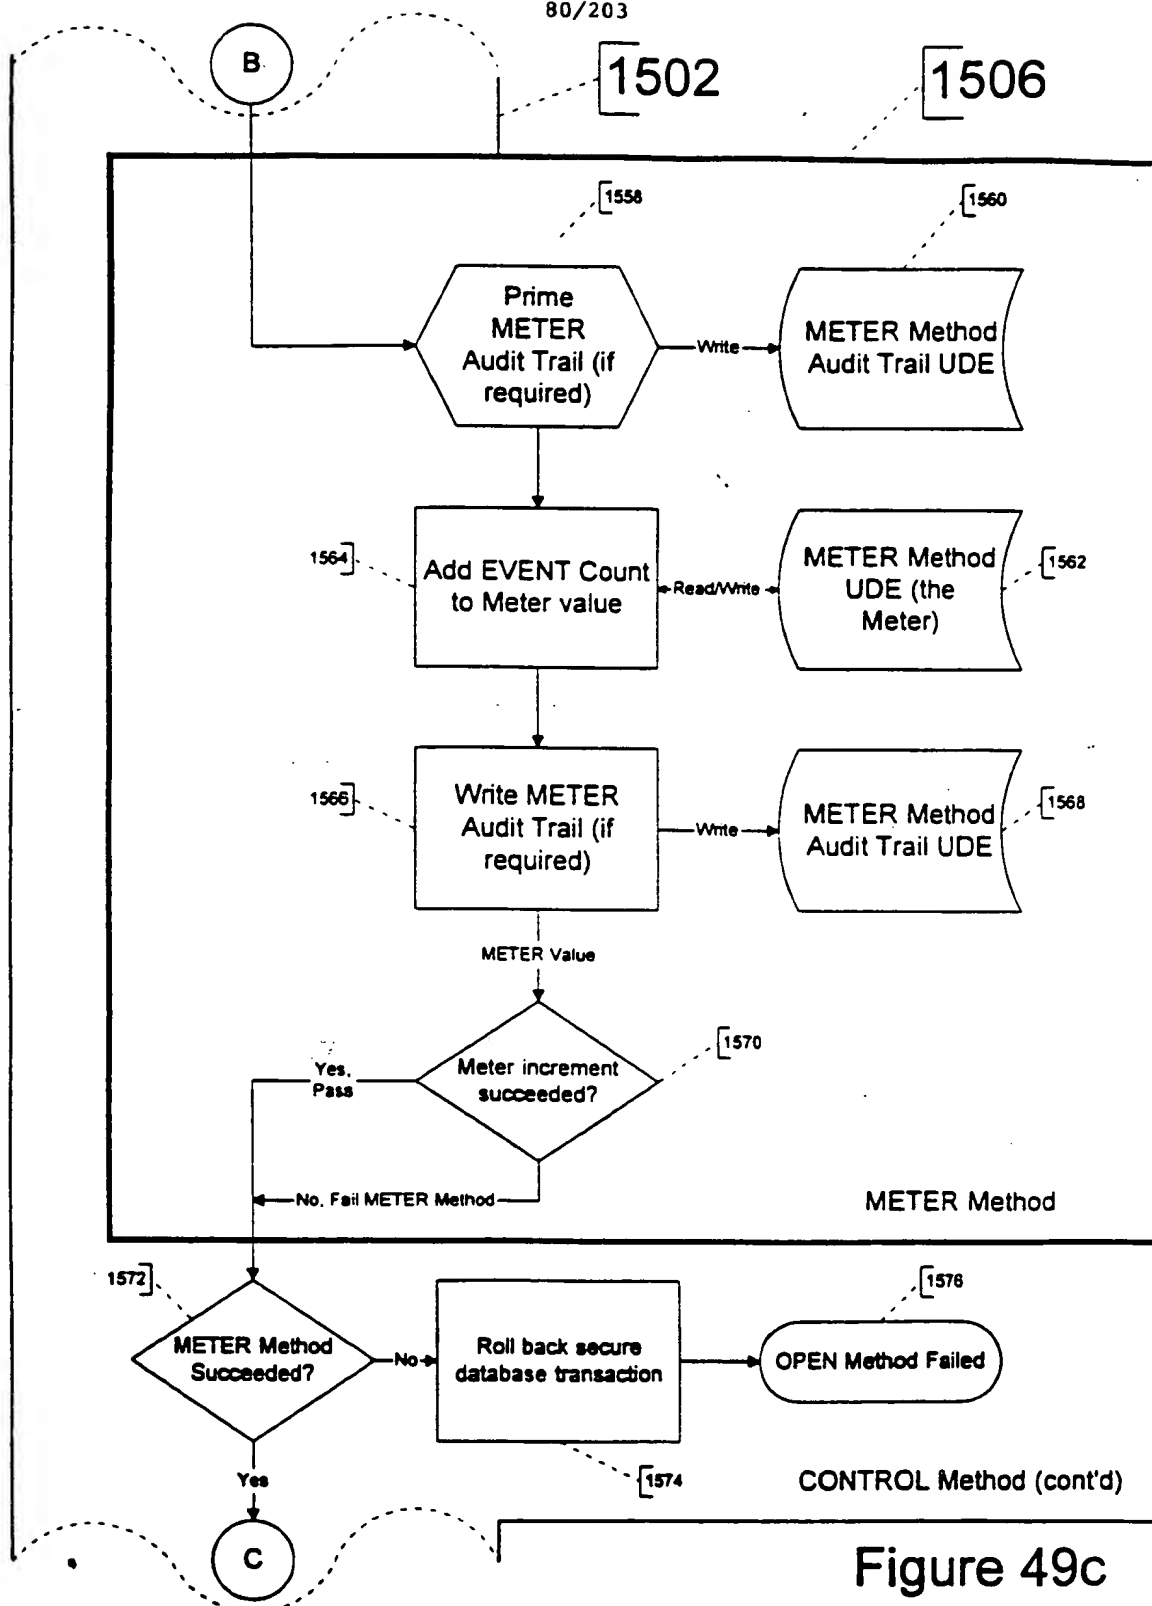 80/203
B
1502
1506
1558
1560
Prime
METER
Audit Trail (if
required)
Write
METER Method
Audit Trail UDE
1564
Add EVENT Count
to Meter value
Read/Write
METER Method
UDE (the
Meter)
1562
1566
Write METER
Audit Trail (if
required)
Write
METER Method
Audit Trail UDE
1568
METER Value
1570
Meter increment
succeeded?
Yes,
Pass
No, Fail METER Method
METER Method
1572
METER Method
Succeeded?
No
Roll back secure
database transaction
1576
OPEN Method Failed
1574
Yes
CONTROL Method (cont'd)
C
Figure 49c